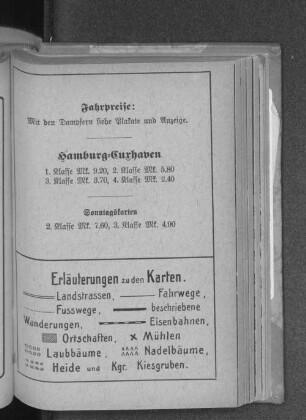 Fahrpreise:
Mit den Dampfern siehe Plakate und Anzeige.
Hamburg-Cuxhaven
1. Klasse Mk. 9.20, 2. Klasse Mk. 5.80
3. Klasse Mk. 3.70, 4. Klasse Mk. 2.40
Sonntagskarten
2. Klasse Mk. 7.60, 3. Klasse Mk. 4.90
Erläuterungen zu den Karten.
Landstrassen, Fahrwege,
Fusswege, beschriebene
Wanderungen, Eisenbahnen,
Ortschaften, x Mühlen
Laubbäume, Nadelbäume,
Heide und Kgr. Kiesgruben.